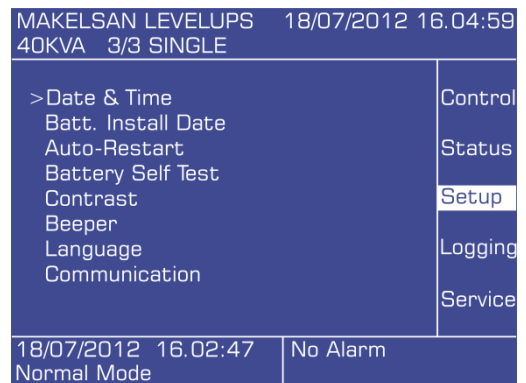 MAKELSAN LEVELUPS 18/07/2012 16.04:59
40KVA 3/3 SINGLE
>Date & Time
Batt. Install Date
Auto-Restart
Battery Self Test
Contrast
Beeper
Language
Communication
Control
Status
Setup
Logging
Service
18/07/2012 16.02:47
Normal Mode
No Alarm